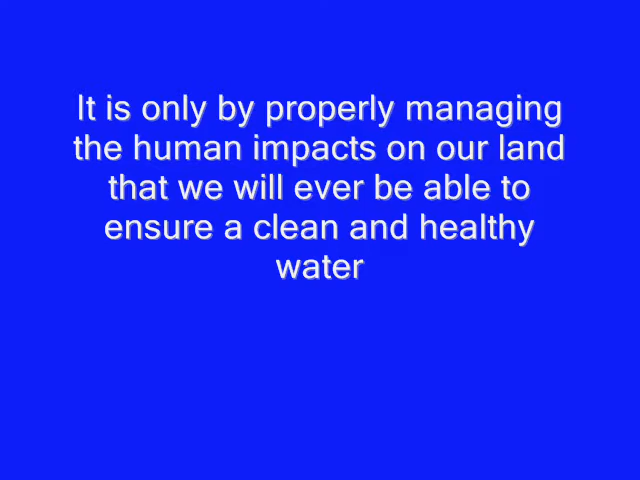 It is only by properly managing
the human impacts on our land
that we will ever be able to
ensure a clean and healthy
water